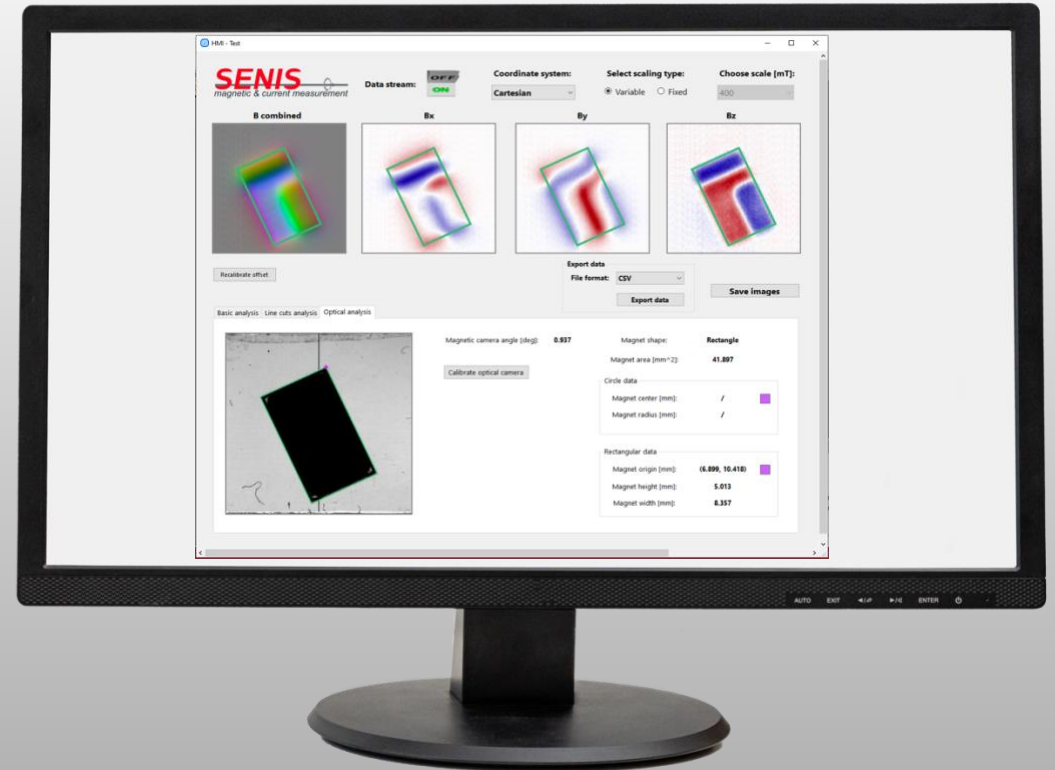 HMI - Test
SENIS
magnetic & current measurement
Data stream:
OFF
ON
Coordinate system:
Cartesian
Select scaling type:
Variable
Fixed
Choose scale [mT]:
400
B combined
Bx
By
Bz
Recalibrate offset
Export data
File format:
CSV
Export data
Save images
Basic analysis
Line cuts analysis
Optical analysis
Magnetic camera angle [deg]: 0.937
Calibrate optical camera
Magnet shape: Rectangle
Magnet area [mm^2]: 41.897
Circle data
Magnet center [mm]: /
Magnet radius [mm]: /
Rectangular data
Magnet origin [mm]: (6.899, 10.418)
Magnet height [mm]: 5.013
Magnet width [mm]: 8.357
AUTO EXIT ENTER